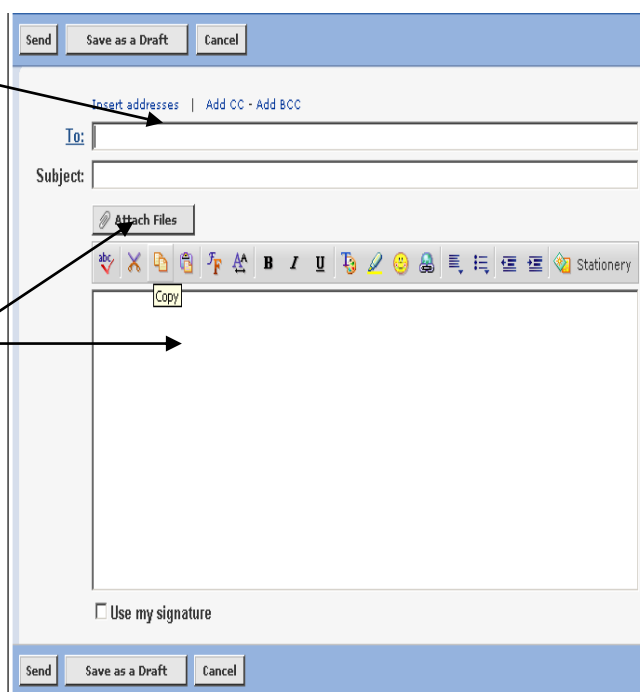 Send Save as a Draft Cancel
Insert addresses | Add CC - Add BCC
To:
Subject:
Attach Files
abc F F A A B I U T Stationery
Copy
Use my signature
Send Save as a Draft Cancel